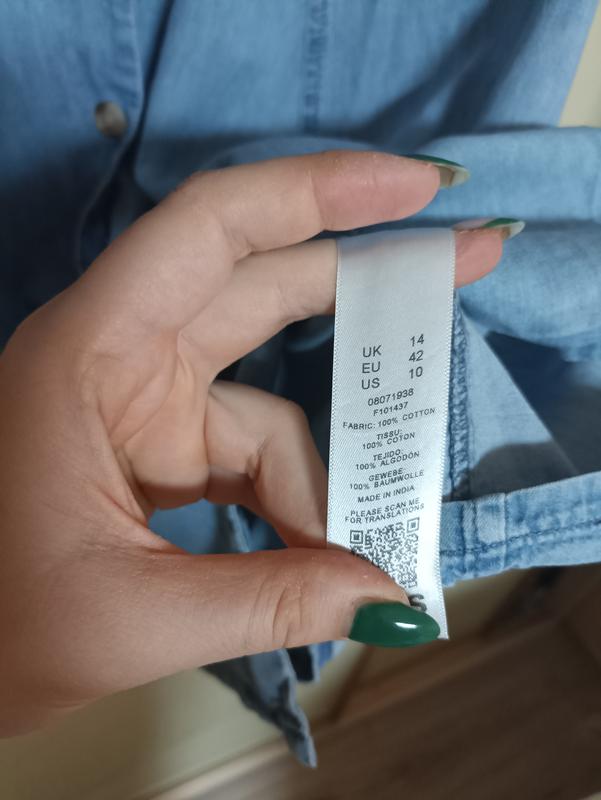 UK 14
EU 42
US 10
08071938
F101437
FABRIC: 100% COTTON
TISSU:
100% COTON
TEJIDO:
100% ALGODÓN
GEWEBE:
100% BAUMWOLLE
MADE IN INDIA
PLEASE SCAN ME
FOR TRANSLATIONS